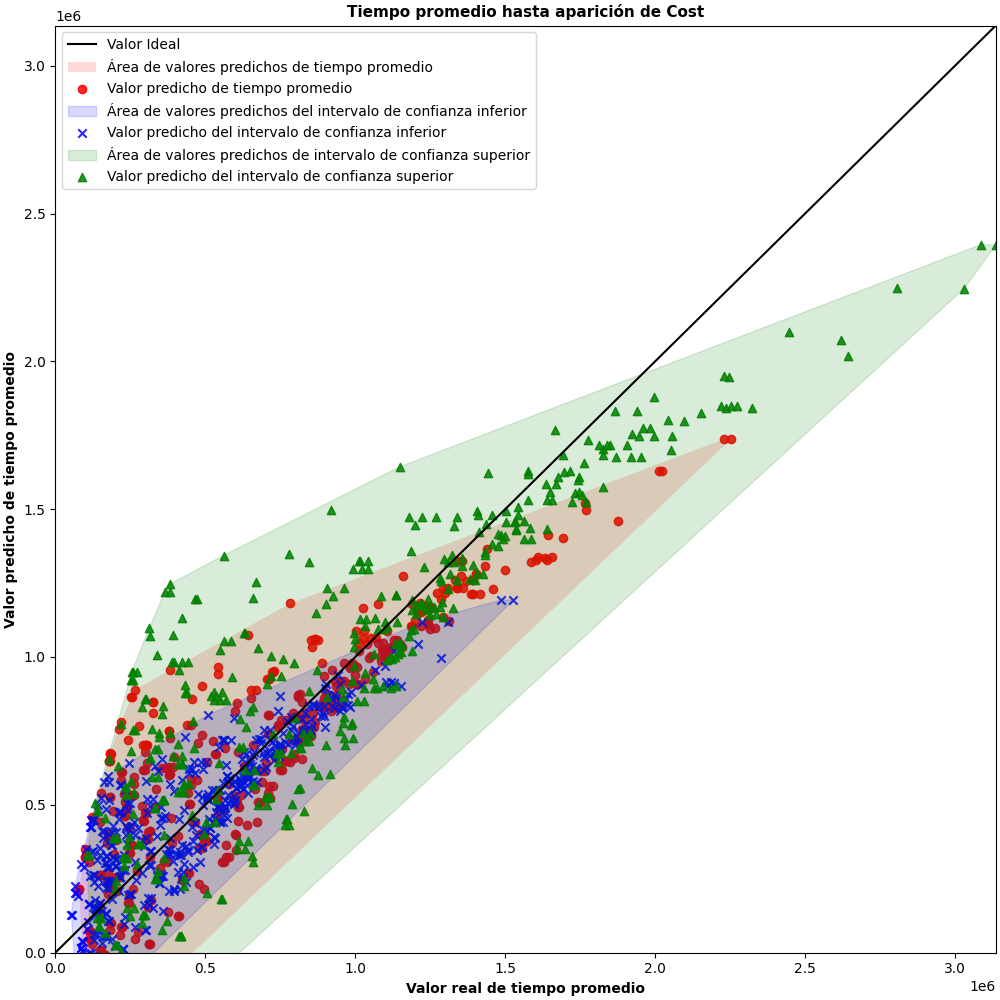 Tiempo promedio hasta aparición de Cost
1e6
Valor Ideal
Área de valores predichos de tiempo promedio
Valor predicho de tiempo promedio
Área de valores predichos del intervalo de confianza inferior
Valor predicho del intervalo de confianza inferior
Área de valores predichos de intervalo de confianza superior
Valor predicho del intervalo de confianza superior
3.0
2.5
2.0
1.5
1.0
0.5
0.0
Valor predicho de tiempo promedio
0.0 0.5 1.0 1.5 2.0 2.5 3.0
1e6
Valor real de tiempo promedio